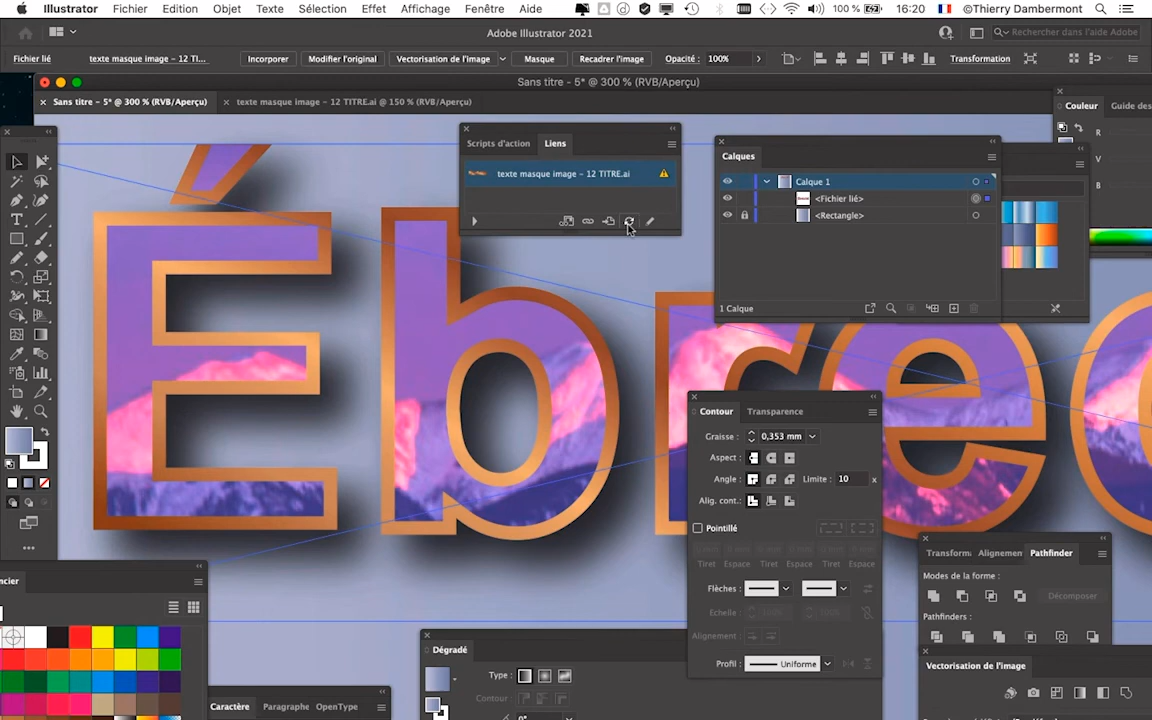 Illustrator Fichier Edition Objet Texte Sélection Effet Affichage Fenêtre Aide 100 % 16:20 ©Thierry Dambermont
Adobe Illustrator 2021
Rechercher dans l'aide Adobe
Fichier lié texte masque image – 12 TI... Incorporer Modifier l'original Vectorisation de l'image Masque Recadrer l'image Opacité : 100% Transformation
Sans titre – 5* @ 300 % (RVB/Aperçu)
× Sans titre – 5* @ 300 % (RVB/Aperçu) × texte masque image – 12 TITRE.ai @ 150 % (RVB/Aperçu)
Couleur Guide des
R
V
B
Scripts d'action Liens
texte masque image – 12 TITRE.ai
Calques
Calque 1
<Fichier lié>
<Rectangle>
1 Calque
Ébre
Contour Transparence
Graisse : 0,353 mm
Aspect :
Angle : Limite : 10 x
Alig. cont.:
Pointillé
Tiret Espace Tiret Espace Tiret Espace
Flèches :
Echelle : 100% 100%
Alignement :
Profil : Uniforme
Transform Alignemen Pathfinder
Modes de la forme :
Décomposer
Pathfinders :
Vectorisation de l'image
ncier
Dégradé
Type :
Contour :
0°
Caractère Paragraphe OpenType